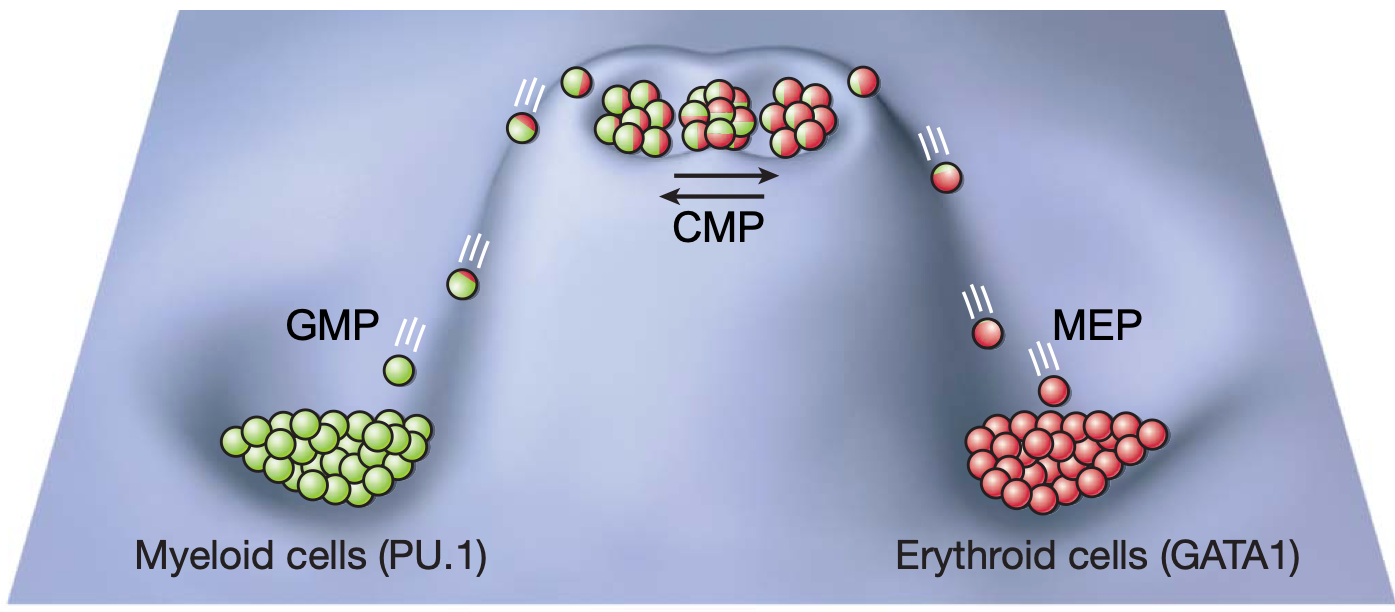 CMP
GMP
MEP
Myeloid cells (PU.1)
Erythroid cells (GATA1)